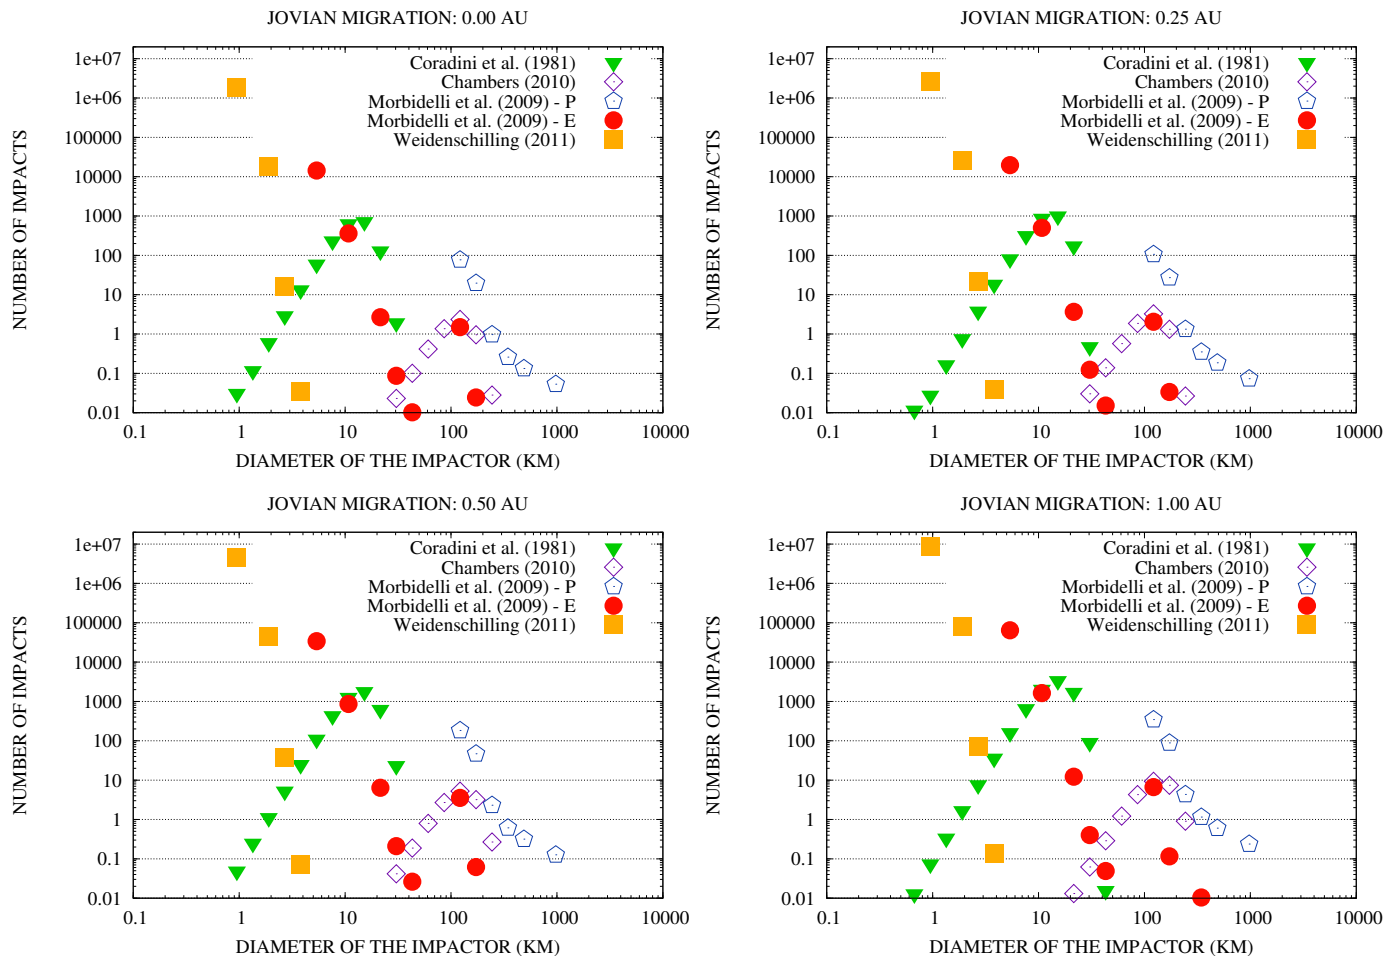 JOVIAN MIGRATION: 0.00 AU
NUMBER OF IMPACTS
1e+07
1e+06
100000
10000
1000
100
10
1
0.1
0.01
Coradini et al. (1981)
Chambers (2010)
Morbidelli et al. (2009) - P
Morbidelli et al. (2009) - E
Weidenschilling (2011)
0.1 1 10 100 1000 10000
DIAMETER OF THE IMPACTOR (KM)
JOVIAN MIGRATION: 0.25 AU
NUMBER OF IMPACTS
1e+07
1e+06
100000
10000
1000
100
10
1
0.1
0.01
Coradini et al. (1981)
Chambers (2010)
Morbidelli et al. (2009) - P
Morbidelli et al. (2009) - E
Weidenschilling (2011)
0.1 1 10 100 1000 10000
DIAMETER OF THE IMPACTOR (KM)
JOVIAN MIGRATION: 0.50 AU
NUMBER OF IMPACTS
1e+07
1e+06
100000
10000
1000
100
10
1
0.1
0.01
Coradini et al. (1981)
Chambers (2010)
Morbidelli et al. (2009) - P
Morbidelli et al. (2009) - E
Weidenschilling (2011)
0.1 1 10 100 1000 10000
DIAMETER OF THE IMPACTOR (KM)
JOVIAN MIGRATION: 1.00 AU
NUMBER OF IMPACTS
1e+07
1e+06
100000
10000
1000
100
10
1
0.1
0.01
Coradini et al. (1981)
Chambers (2010)
Morbidelli et al. (2009) - P
Morbidelli et al. (2009) - E
Weidenschilling (2011)
0.1 1 10 100 1000 10000
DIAMETER OF THE IMPACTOR (KM)